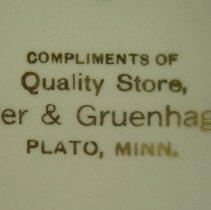 COMPLIMENTS OF
Quality Store,
er & Gruenhag
PLATO, MINN.